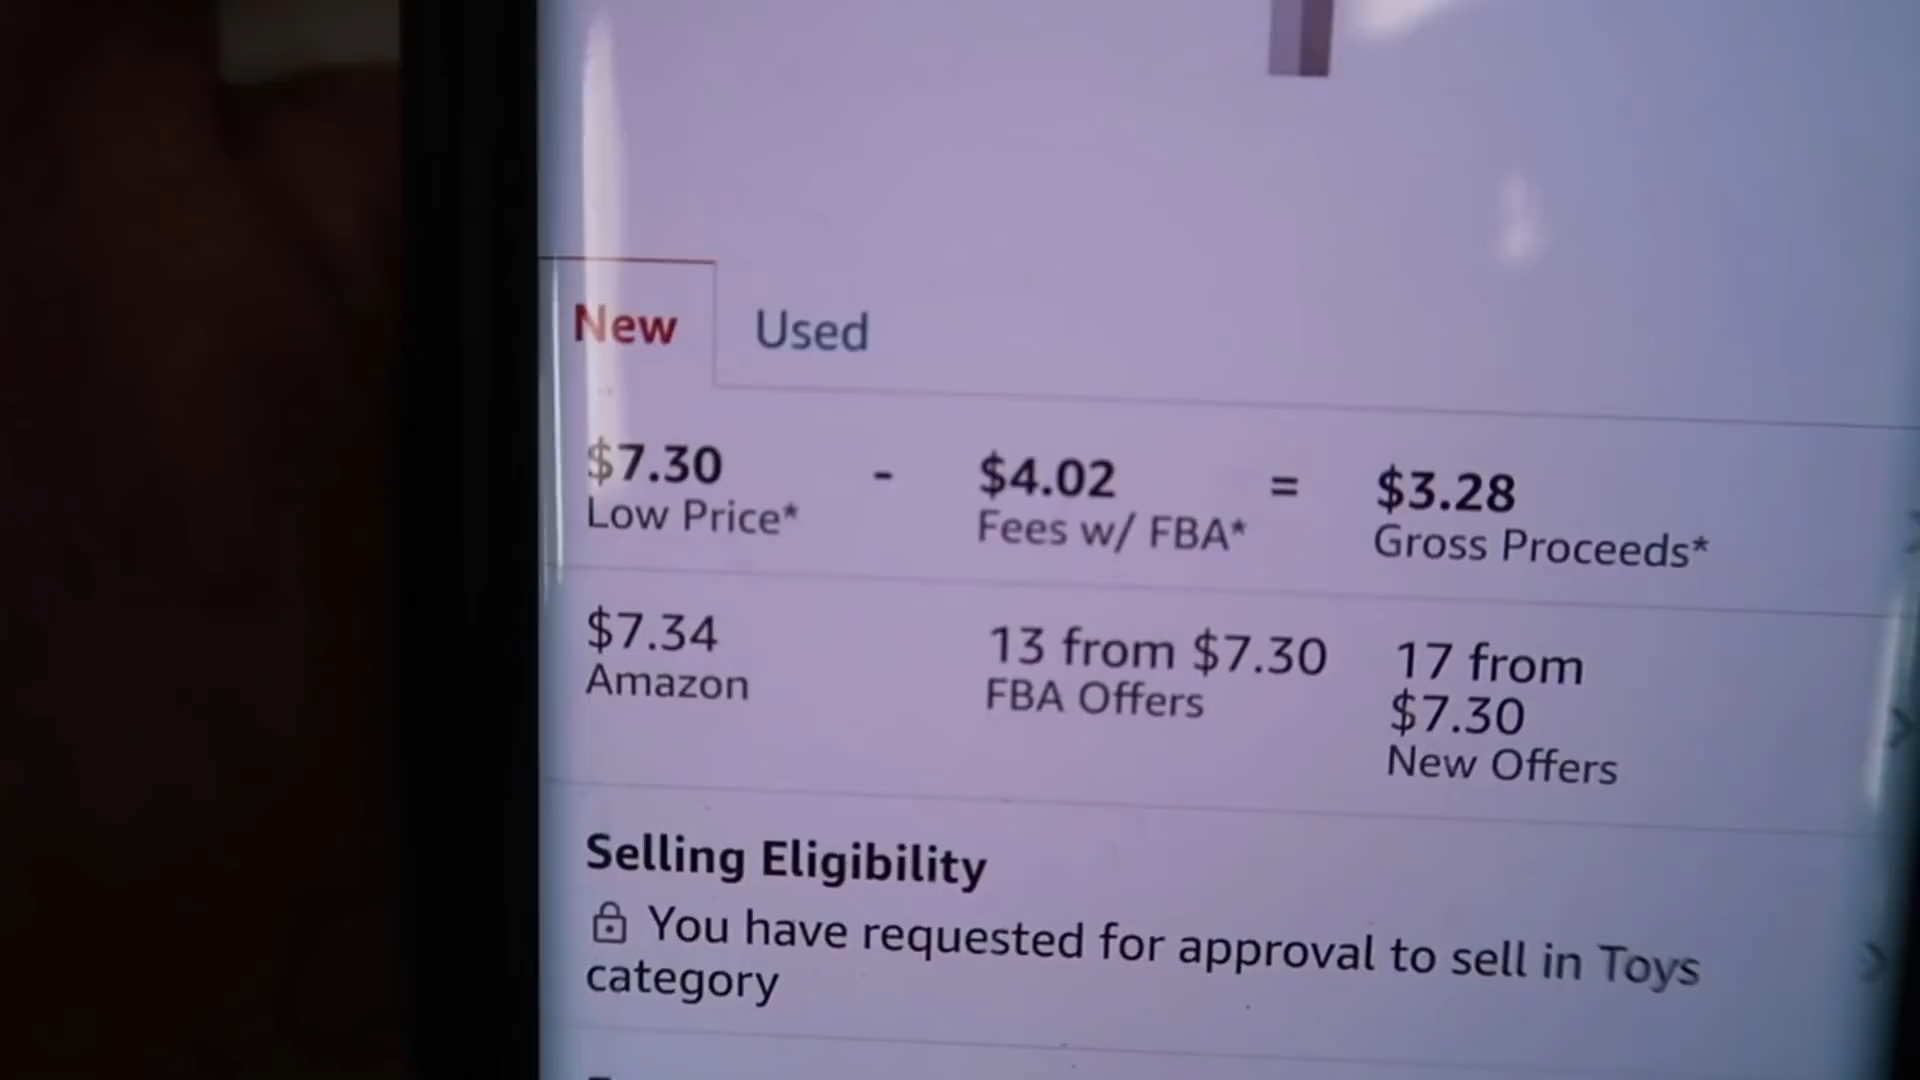 New Used
$7.30 - $4.02 = $3.28
Low Price* Fees w/ FBA* Gross Proceeds*
$7.34 13 from $7.30 17 from
$7.30
Amazon FBA Offers New Offers
Selling Eligibility
You have requested for approval to sell in Toys
category